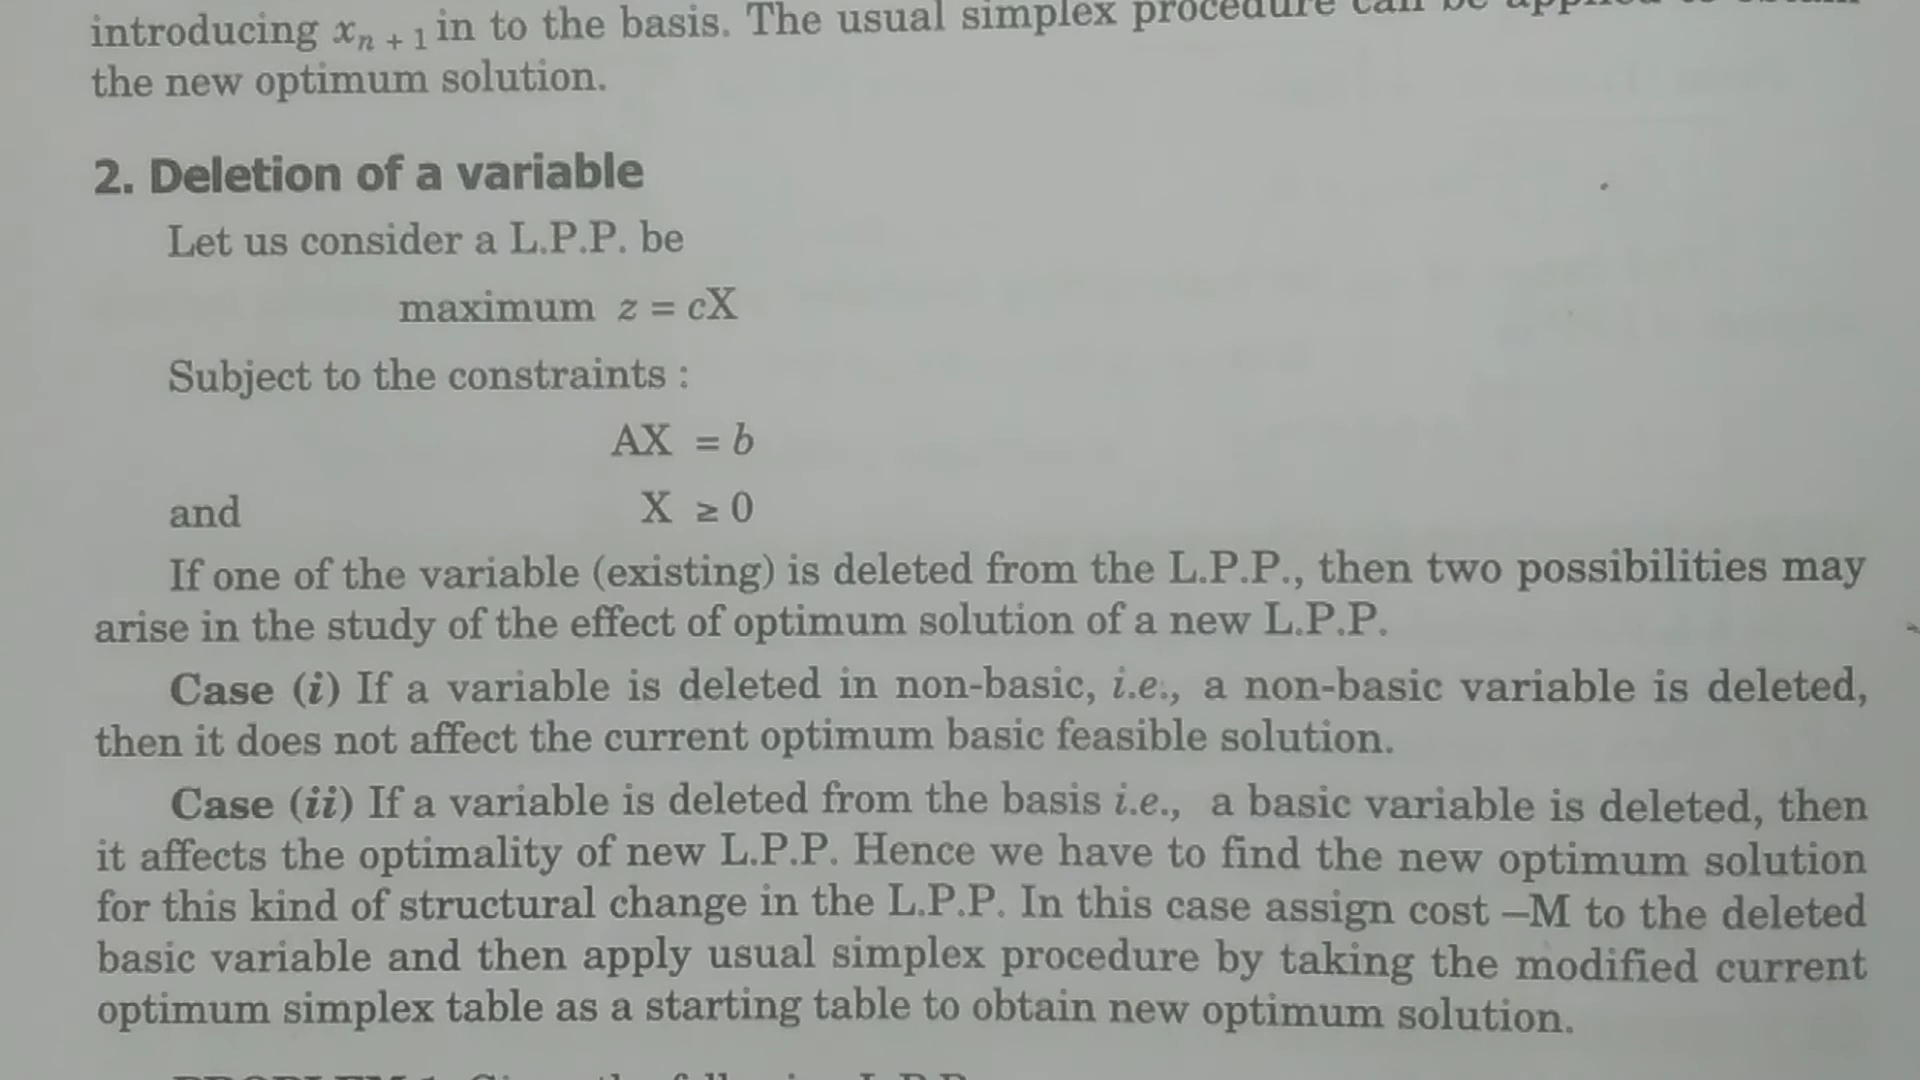 introducing xₙ₊₁ in to the basis. The usual simplex procedure can be applied to obtain
the new optimum solution.
2. Deletion of a variable
Let us consider a L.P.P. be
maximum z = cX
Subject to the constraints :
AX = b
and X ≥ 0
If one of the variable (existing) is deleted from the L.P.P., then two possibilities may
arise in the study of the effect of optimum solution of a new L.P.P.
Case (i) If a variable is deleted in non-basic, i.e., a non-basic variable is deleted,
then it does not affect the current optimum basic feasible solution.
Case (ii) If a variable is deleted from the basis i.e., a basic variable is deleted, then
it affects the optimality of new L.P.P. Hence we have to find the new optimum solution
for this kind of structural change in the L.P.P. In this case assign cost –M to the deleted
basic variable and then apply usual simplex procedure by taking the modified current
optimum simplex table as a starting table to obtain new optimum solution.